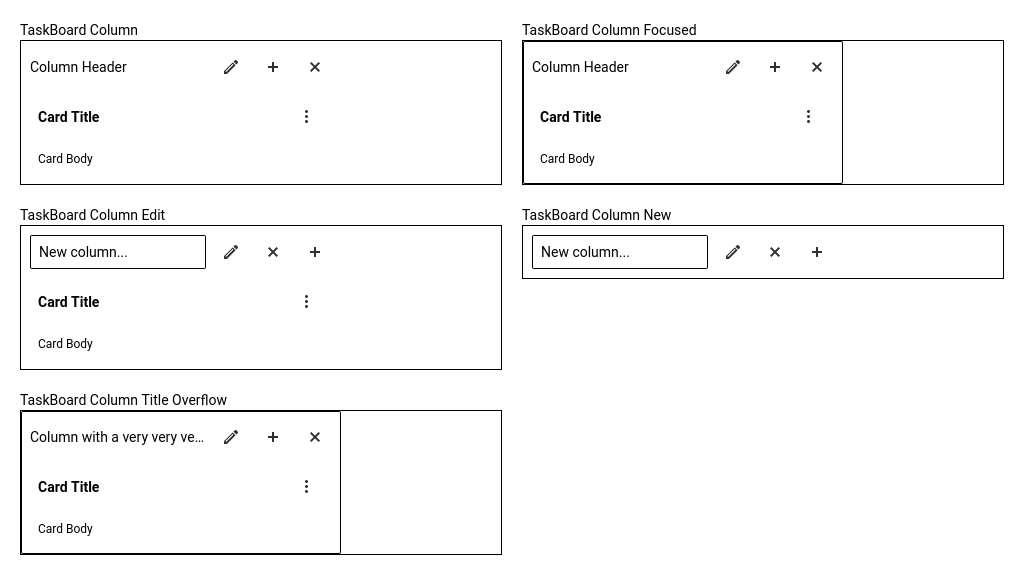 TaskBoard Column
Column Header
Card Title
Card Body
TaskBoard Column Focused
Column Header
Card Title
Card Body
TaskBoard Column Edit
New column...
Card Title
Card Body
TaskBoard Column New
New column...
TaskBoard Column Title Overflow
Column with a very very ve...
Card Title
Card Body